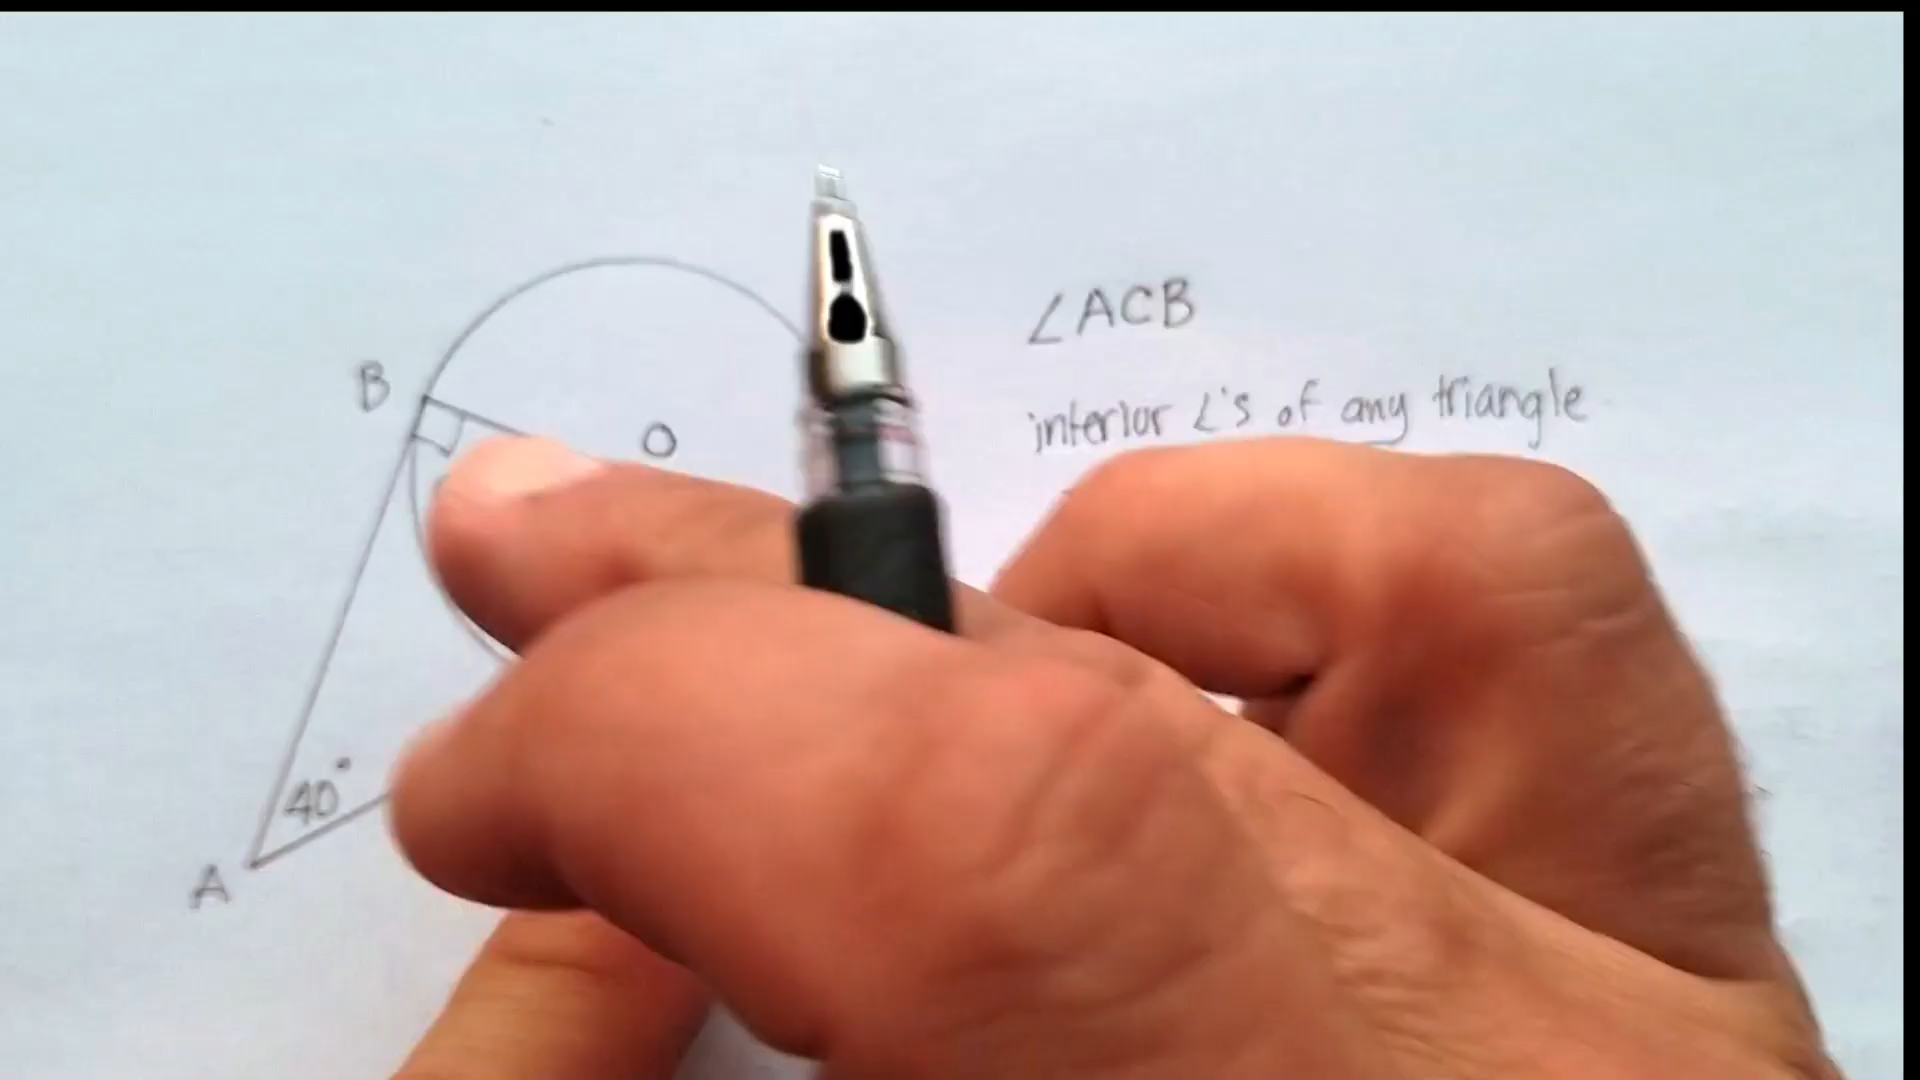 ∠ACB
interior ∠'s of any triangle
B
O
40°
A